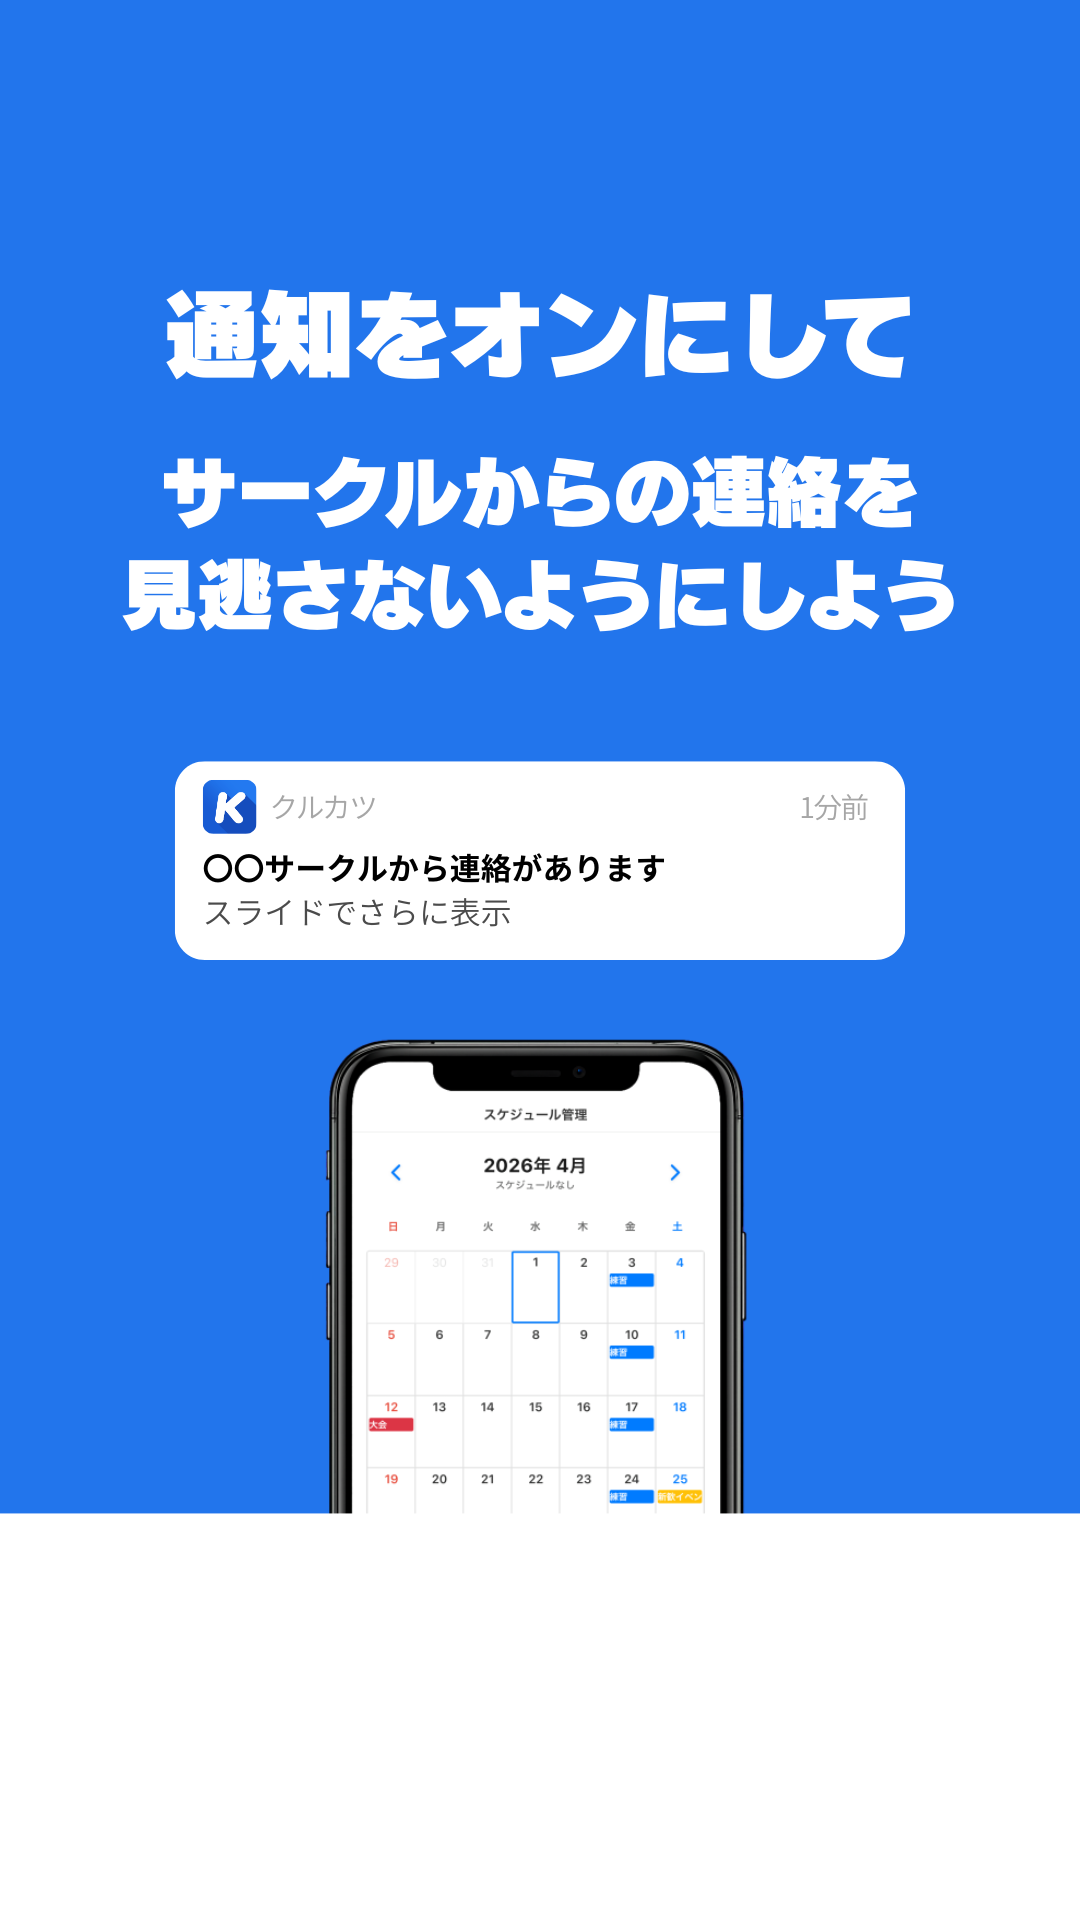 通知をオンにして
サークルからの連絡を
見逃さないようにしよう
K クルカツ 1分前
〇〇サークルから連絡があります
スライドでさらに表示
スケジュール管理
2026年 4月
スケジュールなし
日 月 火 水 木 金 土
29 30 31 1 2 3 4
練習
5 6 7 8 9 10 11
練習
12 13 14 15 16 17 18
大会 練習
19 20 21 22 23 24 25
練習 新歓イベン